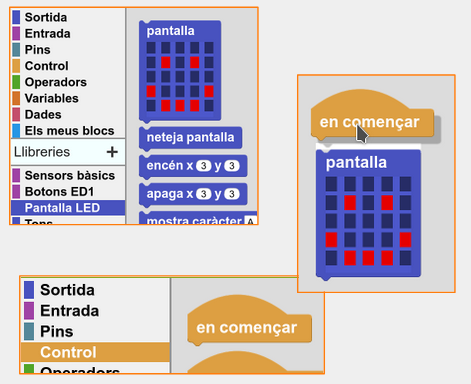 Sortida
Entrada
Pins
Control
Operadors
Variables
Dades
Els meus blocs
Llibreries +
Sensors bàsics
Botons ED1
Pantalla LED
Tons
pantalla
neteja pantalla
encén x 3 y 3
apaga x 3 y 3
mostra caràcter A
en començar
pantalla
Sortida
Entrada
Pins
Control
Operadors
en començar